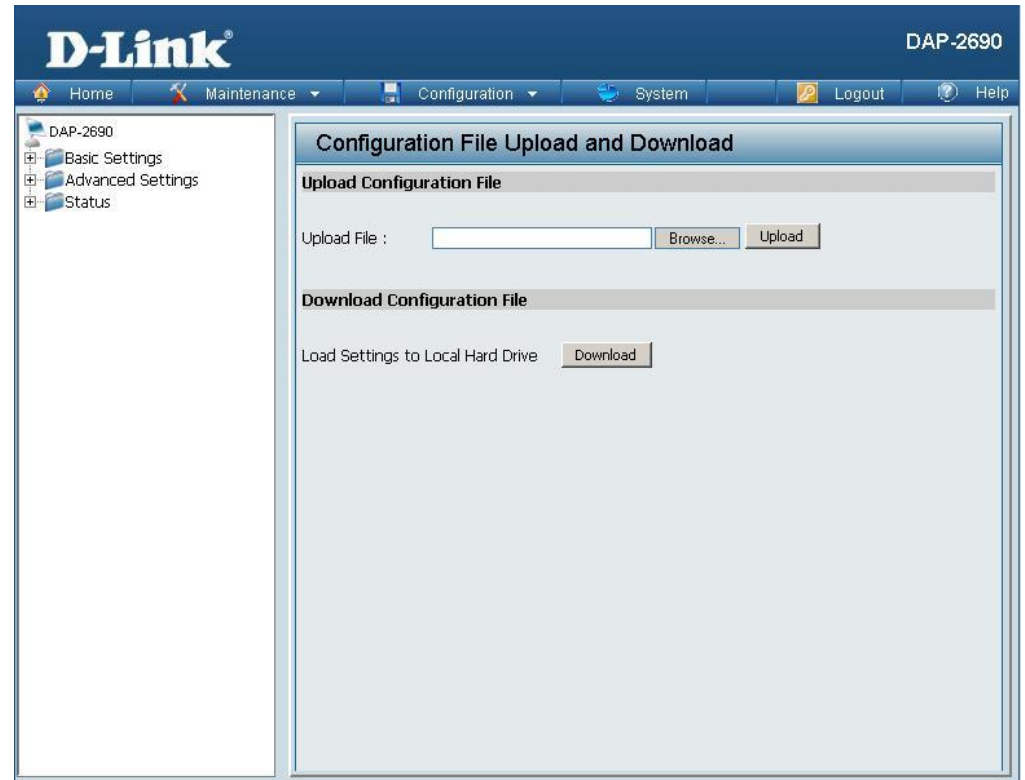 D-Link®
DAP-2690
Home Maintenance Configuration System Logout Help
DAP-2690
Basic Settings
Advanced Settings
Status
Configuration File Upload and Download
Upload Configuration File
Upload File : Browse... Upload
Download Configuration File
Load Settings to Local Hard Drive Download